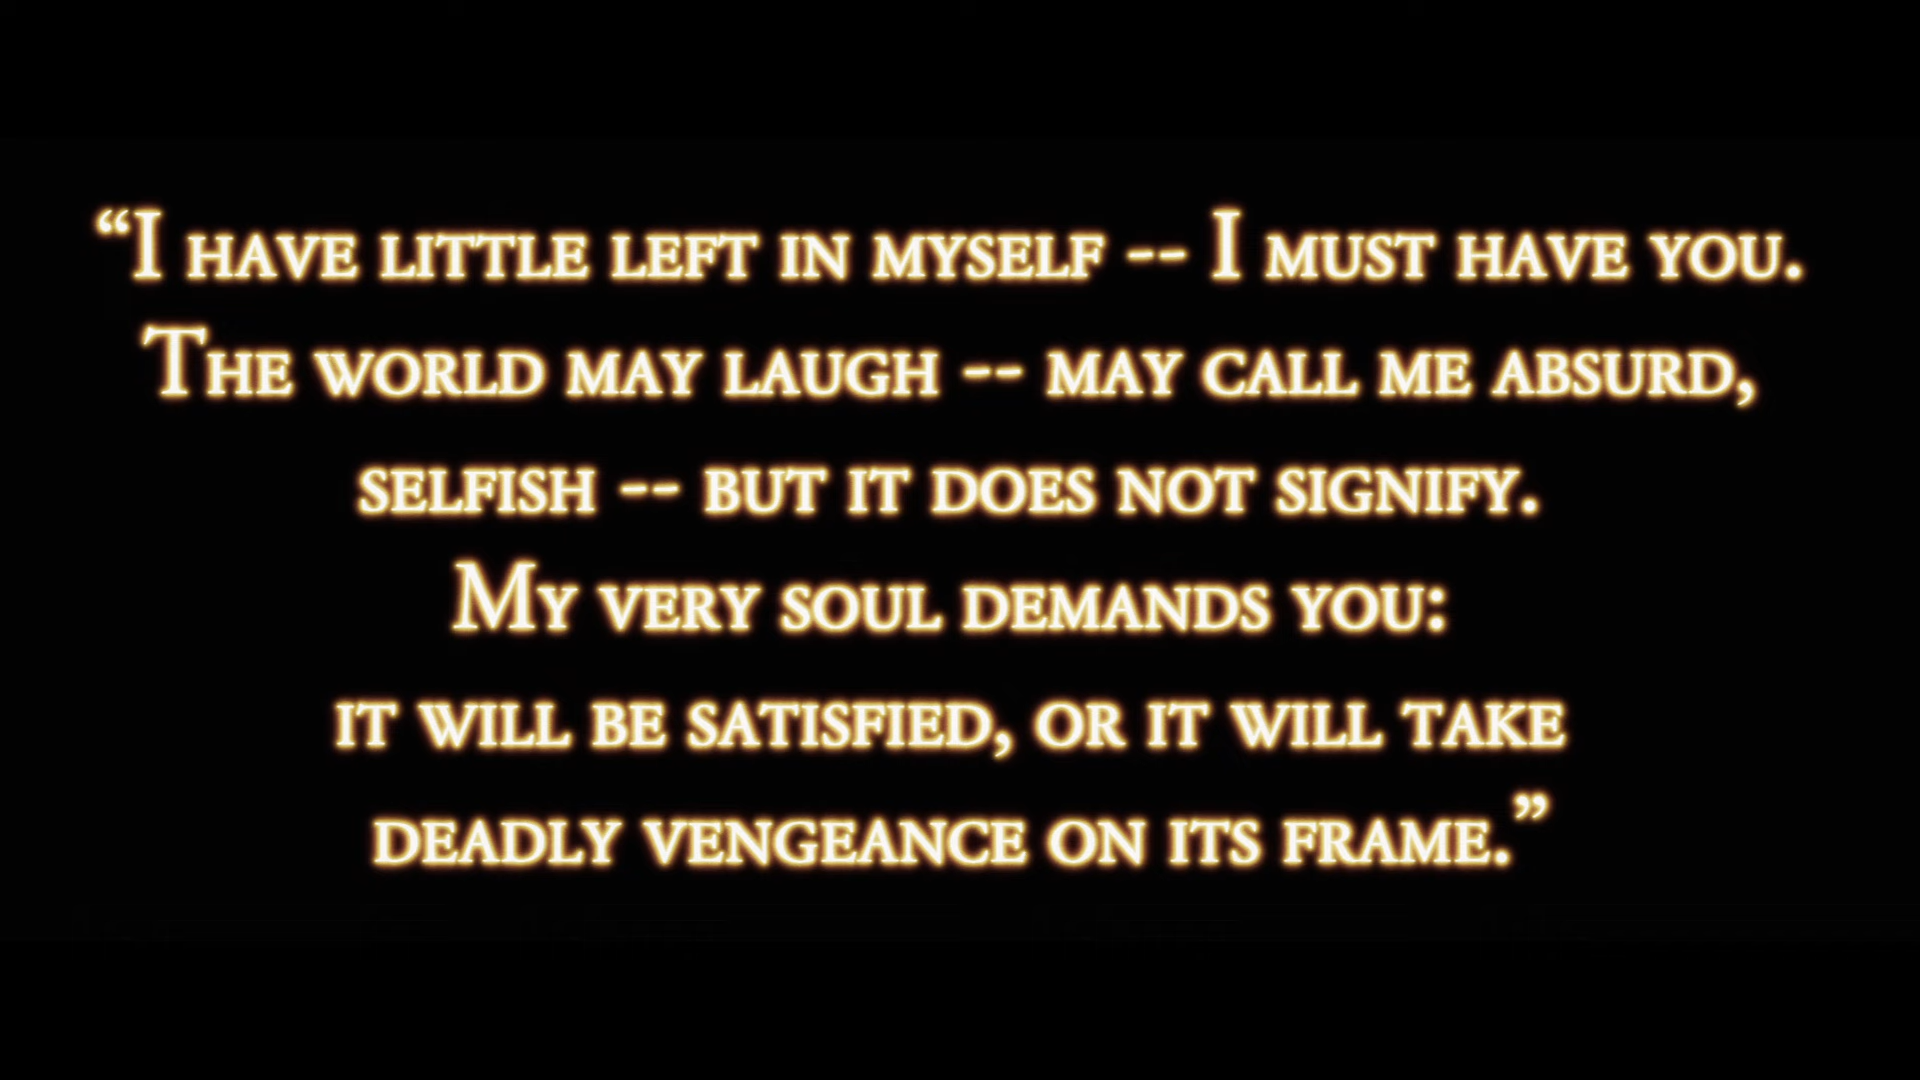 “I have little left in myself -- I must have you.
The world may laugh -- may call me absurd,
selfish -- but it does not signify.
My very soul demands you:
it will be satisfied, or it will take
deadly vengeance on its frame.”